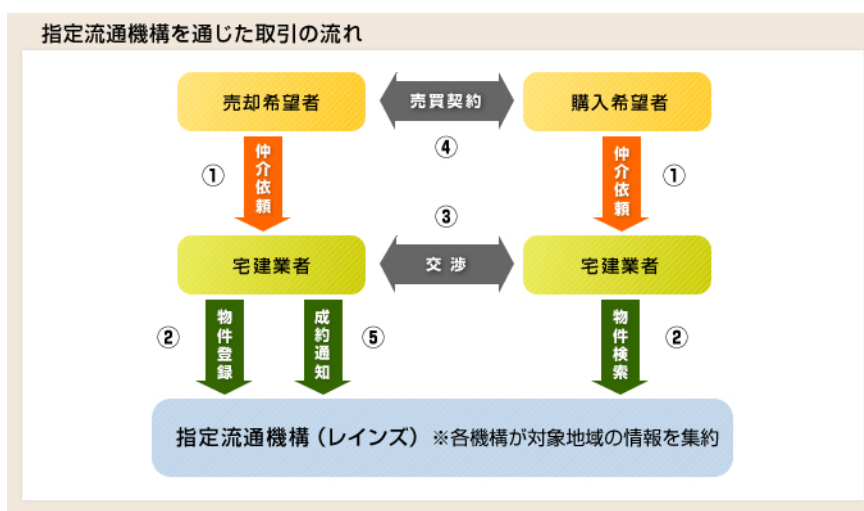 指定流通機構を通じた取引の流れ
売却希望者
売買契約
購入希望者
④
①
仲介依頼
仲介依頼
①
③
宅建業者
交渉
宅建業者
②
物件登録
成約通知
⑤
物件検索
②
指定流通機構（レインズ）※各機構が対象地域の情報を集約